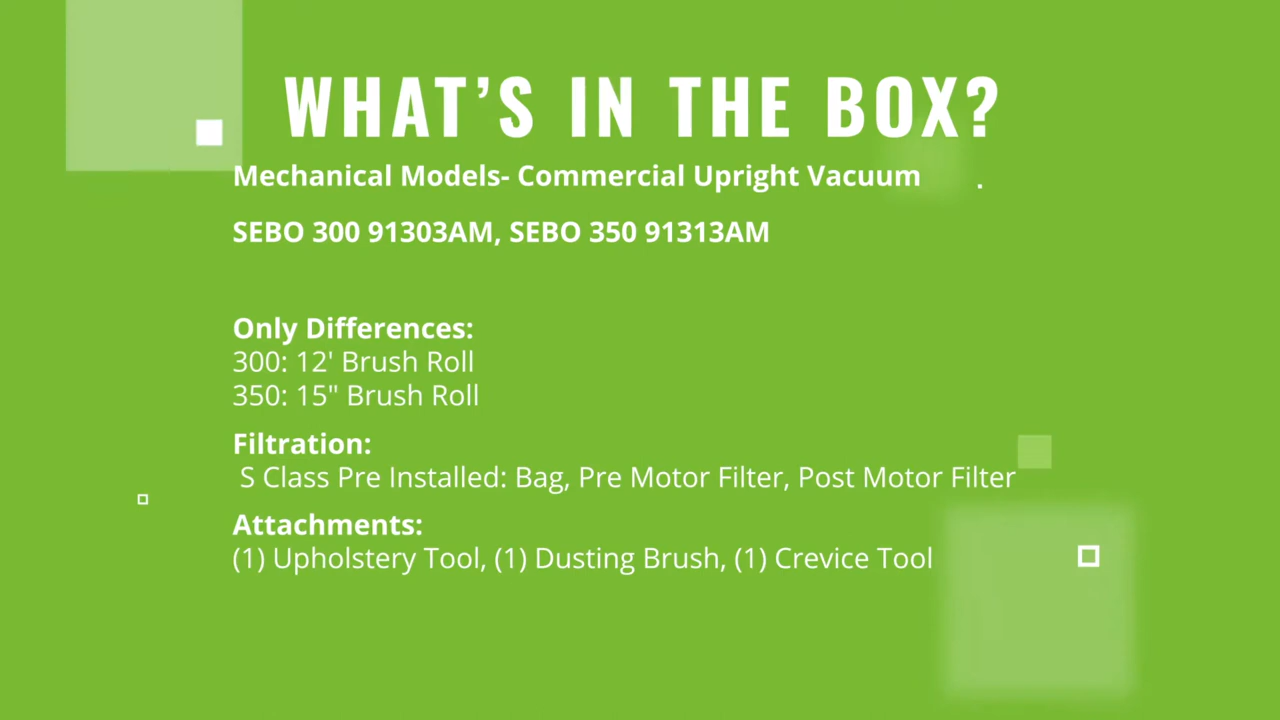 WHAT’S IN THE BOX?
Mechanical Models- Commercial Upright Vacuum .
SEBO 300 91303AM, SEBO 350 91313AM
Only Differences:
300: 12' Brush Roll
350: 15" Brush Roll
Filtration:
S Class Pre Installed: Bag, Pre Motor Filter, Post Motor Filter
Attachments:
(1) Upholstery Tool, (1) Dusting Brush, (1) Crevice Tool